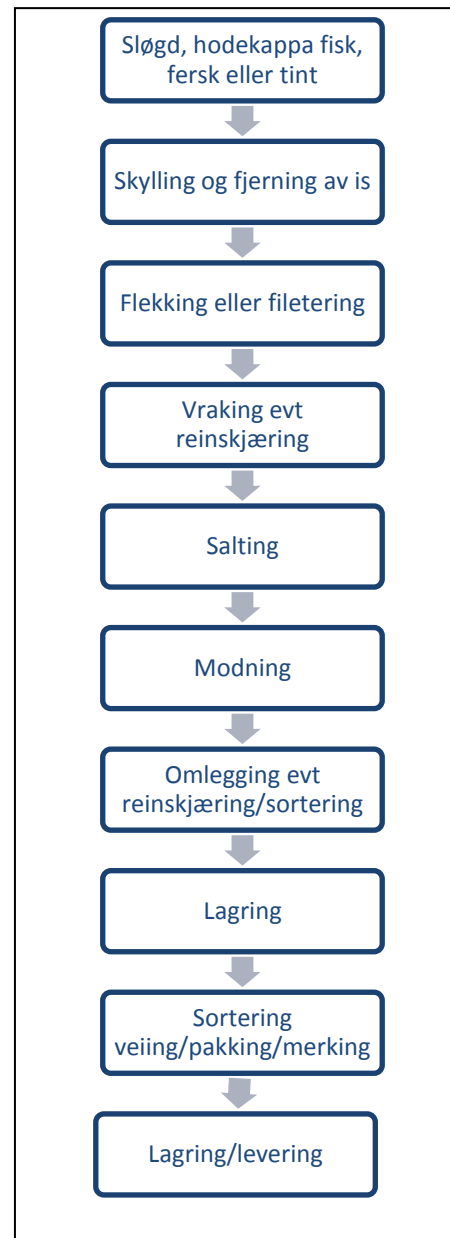 Sløgd, hodekappa fisk,
fersk eller tint
Skylling og fjerning av is
Flekking eller filetering
Vraking evt
reinskjæring
Salting
Modning
Omlegging evt
reinskjæring/sortering
Lagring
Sortering
veiing/pakking/merking
Lagring/levering